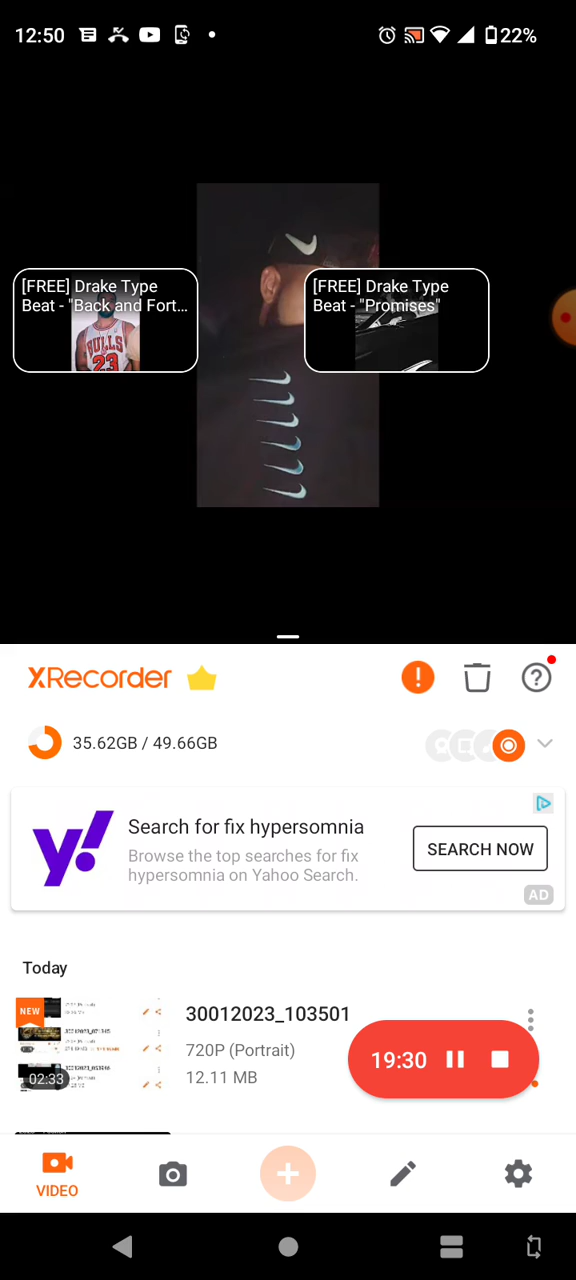 12:50
22%
[FREE] Drake Type
Beat - "Back and Fort...
[FREE] Drake Type
Beat - "Promises"
BULLS
23
XRecorder
35.62GB / 49.66GB
Search for fix hypersomnia
Browse the top searches for fix
hypersomnia on Yahoo Search.
SEARCH NOW
AD
Today
NEW
02:33
30012023_103501
720P (Portrait)
12.11 MB
19:30
VIDEO